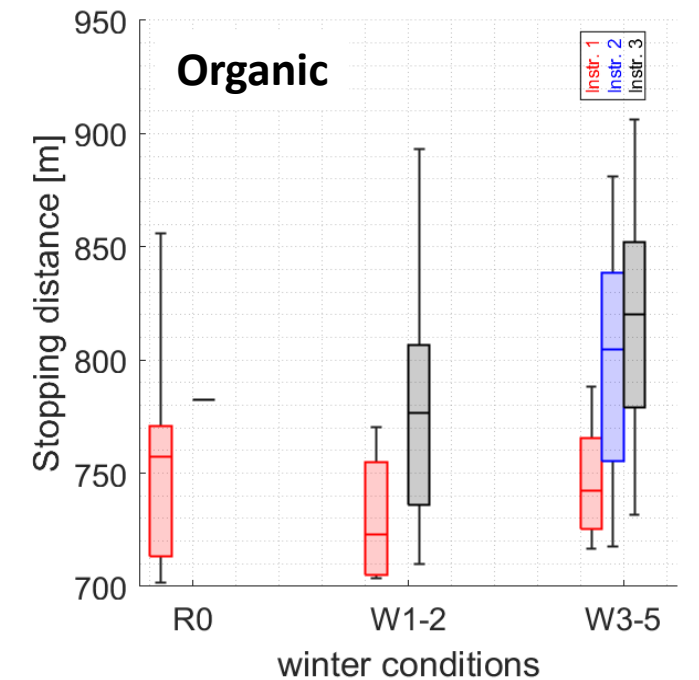 Organic
Instr. 1
Instr. 2
Instr. 3
Stopping distance [m]
950
900
850
800
750
700
R0 W1-2 W3-5
winter conditions